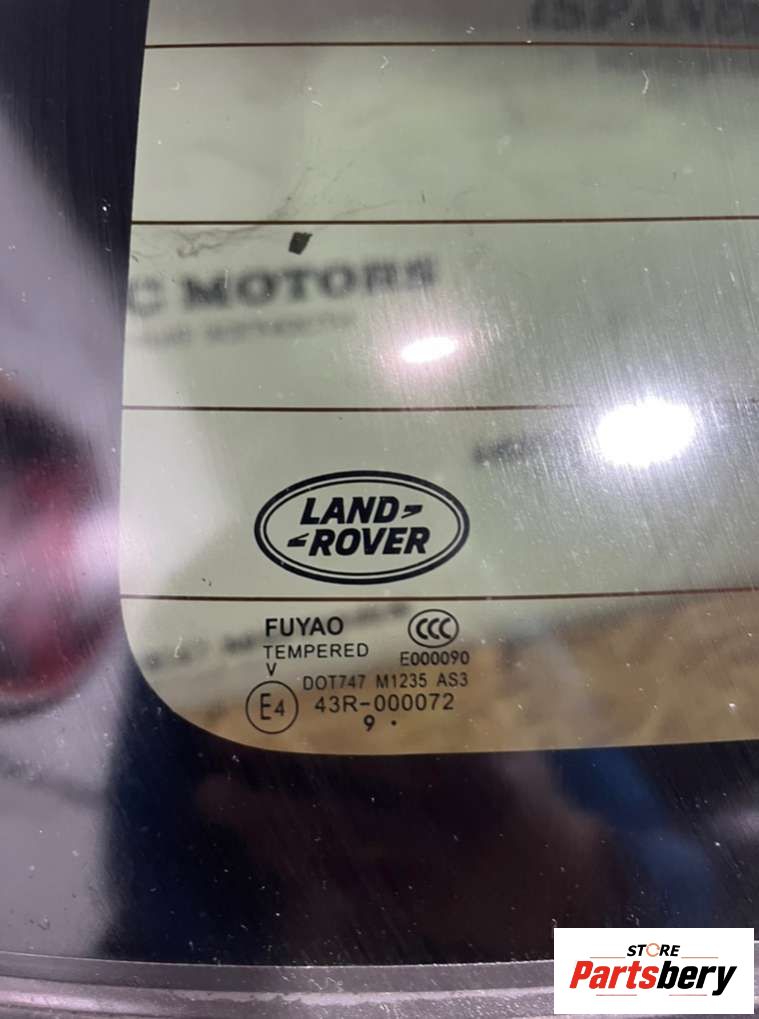 C MOTORS
LAND
ROVER
FUYAO
CCC
TEMPERED
E000090
V
DOT747 M1235 AS3
E4
43R-000072
9 .
STORE
Partsbery